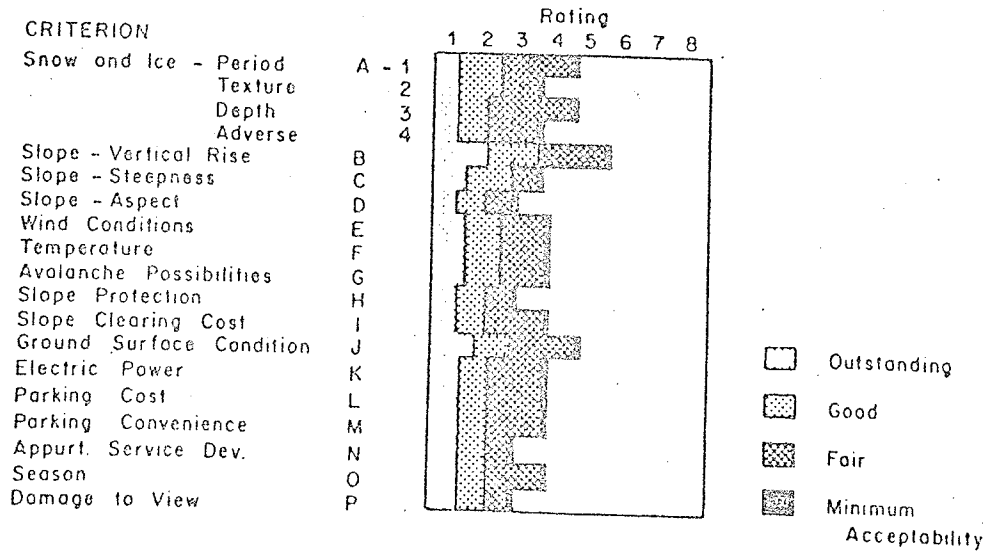 Rating
CRITERION 1 2 3 4 5 6 7 8
Snow and Ice - Period A - 1
Texture 2
Depth 3
Adverse 4
Slope - Vertical Rise B
Slope - Steepness C
Slope - Aspect D
Wind Conditions E
Temperature F
Avalanche Possibilities G
Slope Protection H
Slope Clearing Cost I
Ground Surface Condition J
Electric Power K
Parking Cost L
Parking Convenience M
Appurt. Service Dev. N
Season O
Damage to View P
Outstanding
Good
Fair
Minimum
Acceptability